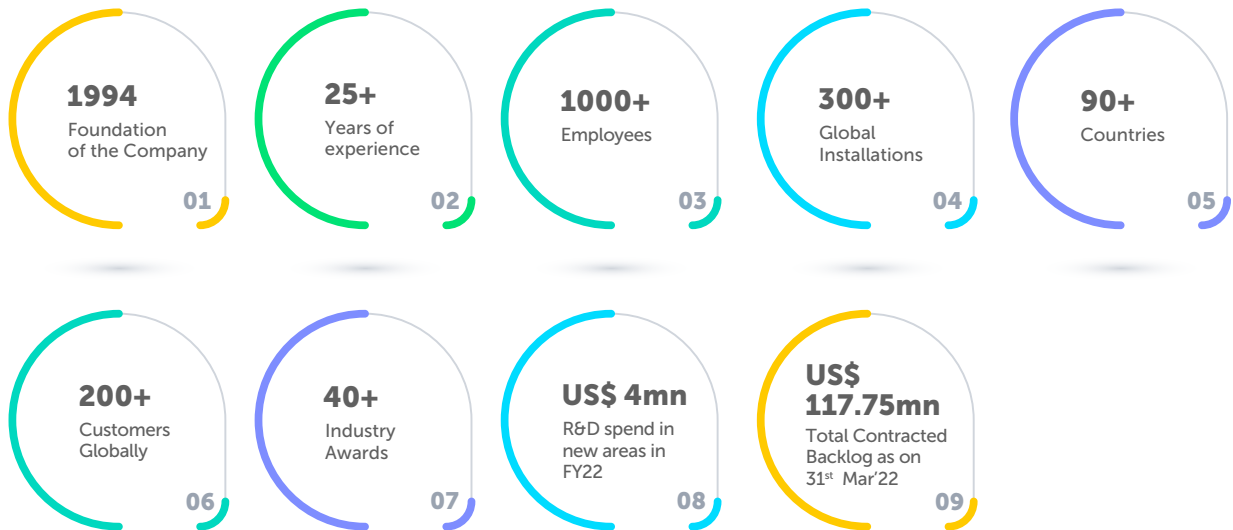 1994
Foundation
of the Company
01
25+
Years of
experience
02
1000+
Employees
03
300+
Global
Installations
04
90+
Countries
05
200+
Customers
Globally
06
40+
Industry
Awards
07
US$ 4mn
R&D spend in
new areas in
FY22
08
US$
117.75mn
Total Contracted
Backlog as on
31st Mar'22
09